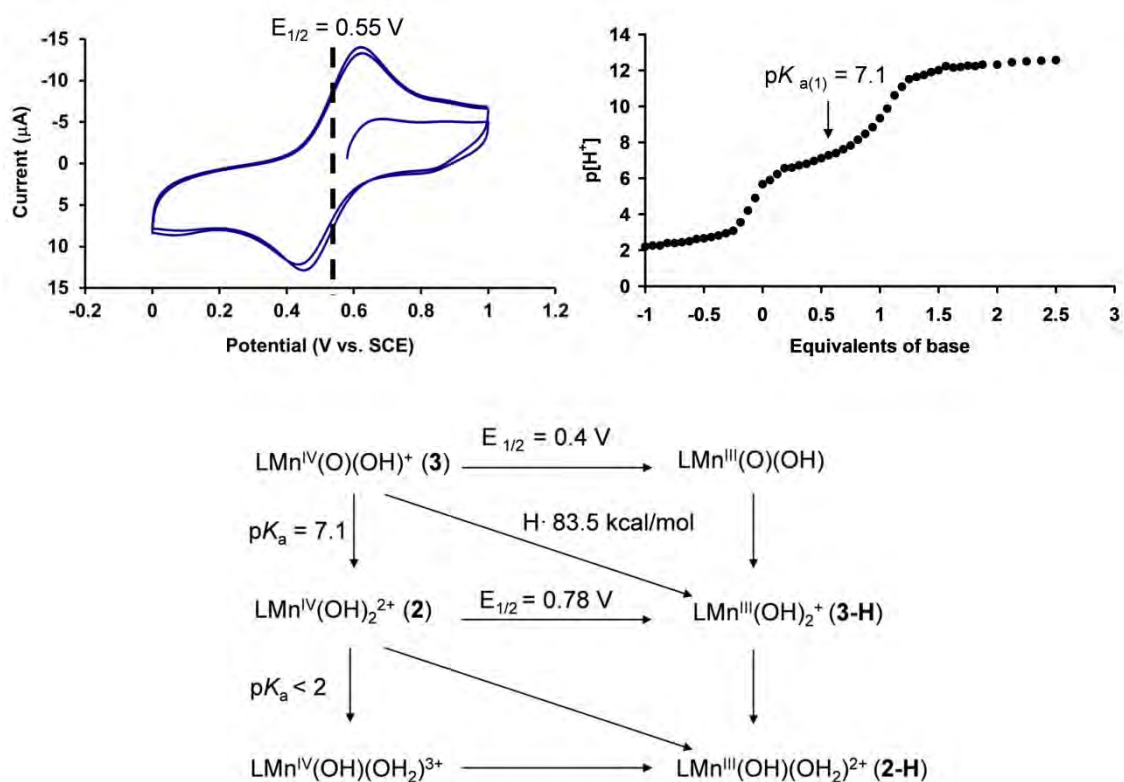 E1/2 = 0.55 V
-15
-10
-5
0
5
10
15
Current (μA)
-0.2
0
0.2
0.4
0.6
0.8
1
1.2
Potential (V vs. SCE)
14
12
10
8
6
4
2
0
p[H+]
pK a(1) = 7.1
-1
-0.5
0
0.5
1
1.5
2
2.5
3
Equivalents of base
LMnIV(O)(OH)+ (3)
E 1/2 = 0.4 V
LMnIII(O)(OH)
pKa = 7.1
H· 83.5 kcal/mol
LMnIV(OH)22+ (2)
E1/2 = 0.78 V
LMnIII(OH)2+ (3-H)
pKa < 2
LMnIV(OH)(OH2)3+
LMnIII(OH)(OH2)2+ (2-H)